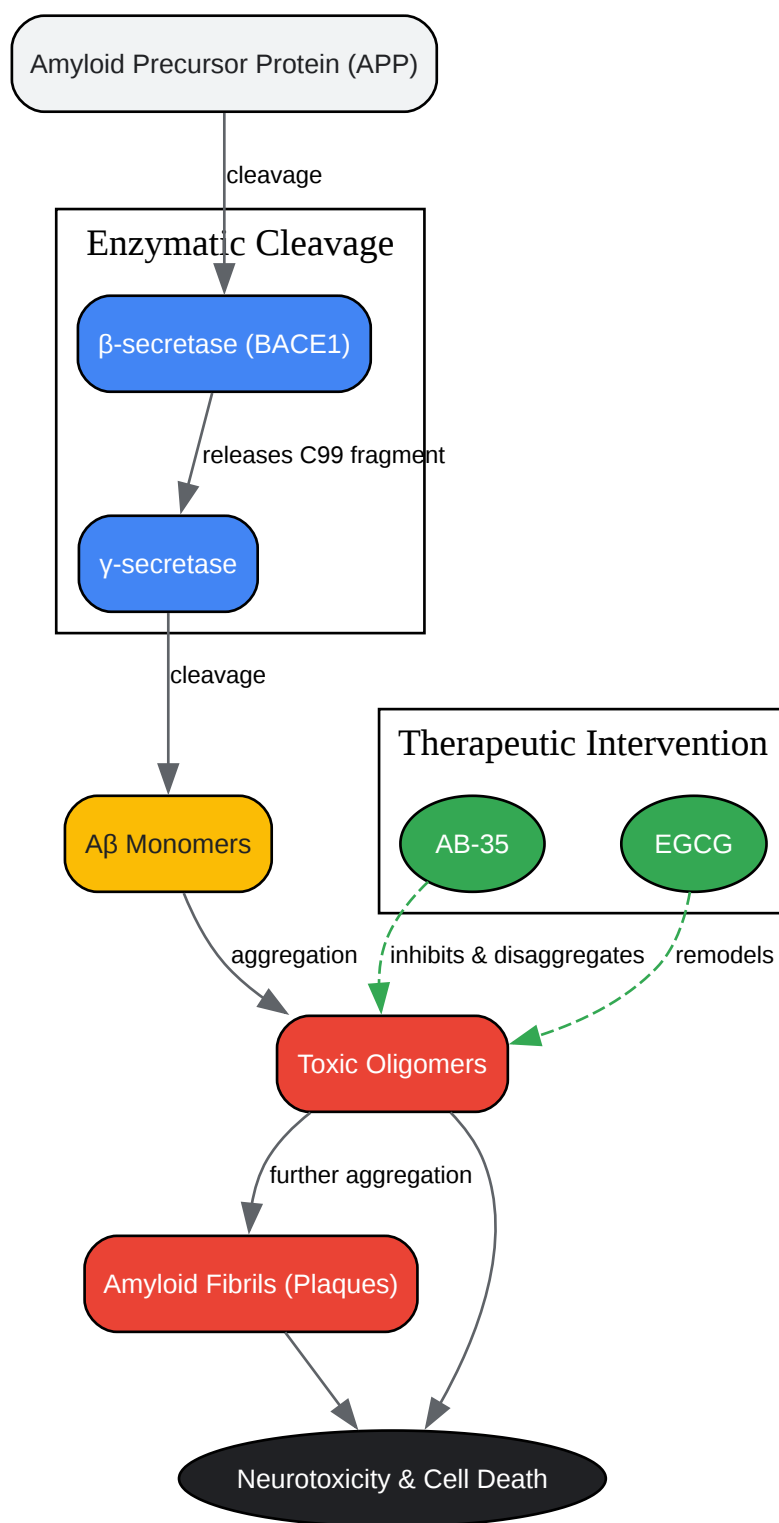 Amyloid Precursor Protein (APP)
cleavage
Enzymatic Cleavage
β-secretase (BACE1)
releases C99 fragment
γ-secretase
cleavage
Therapeutic Intervention
Aβ Monomers
AB-35
EGCG
aggregation
inhibits & disaggregates
remodels
Toxic Oligomers
further aggregation
Amyloid Fibrils (Plaques)
Neurotoxicity & Cell Death